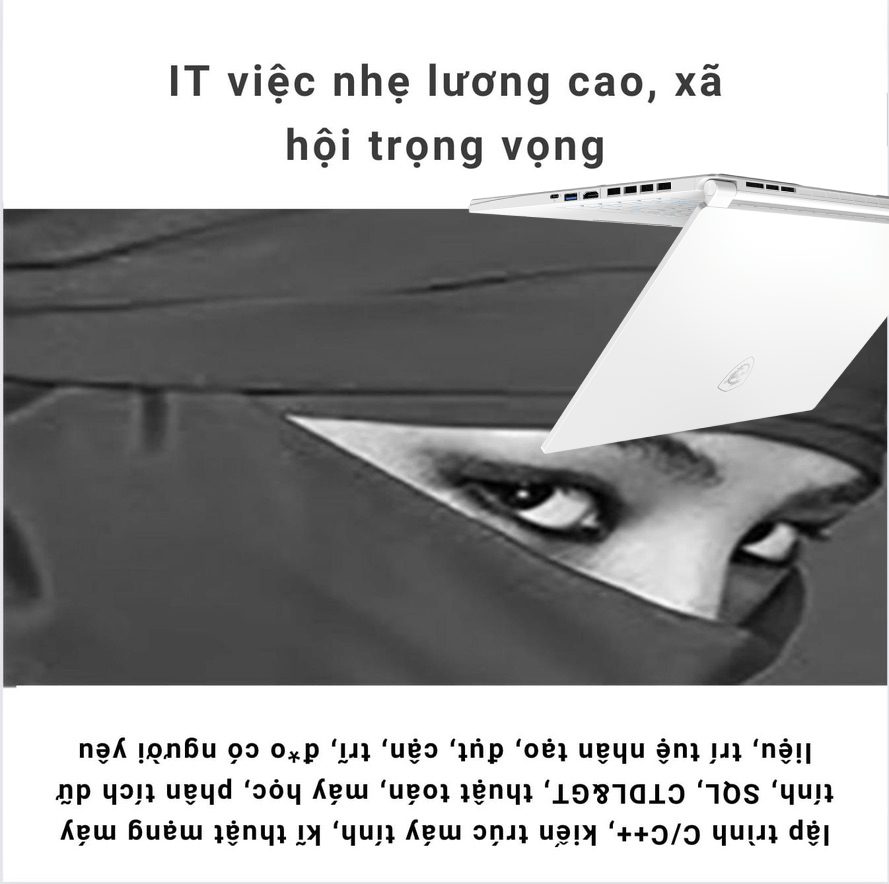 lập trình C/C++, kiến trúc máy tính, kĩ thuật mạng máy
tính, SQL, CTDL&GT, thuật toán, máy học, phân tích dữ
liệu, trí tuệ nhân tạo, đụt, cận, trĩ, đ*o có người yêu
IT việc nhẹ lương cao, xã
hội trọng vọng